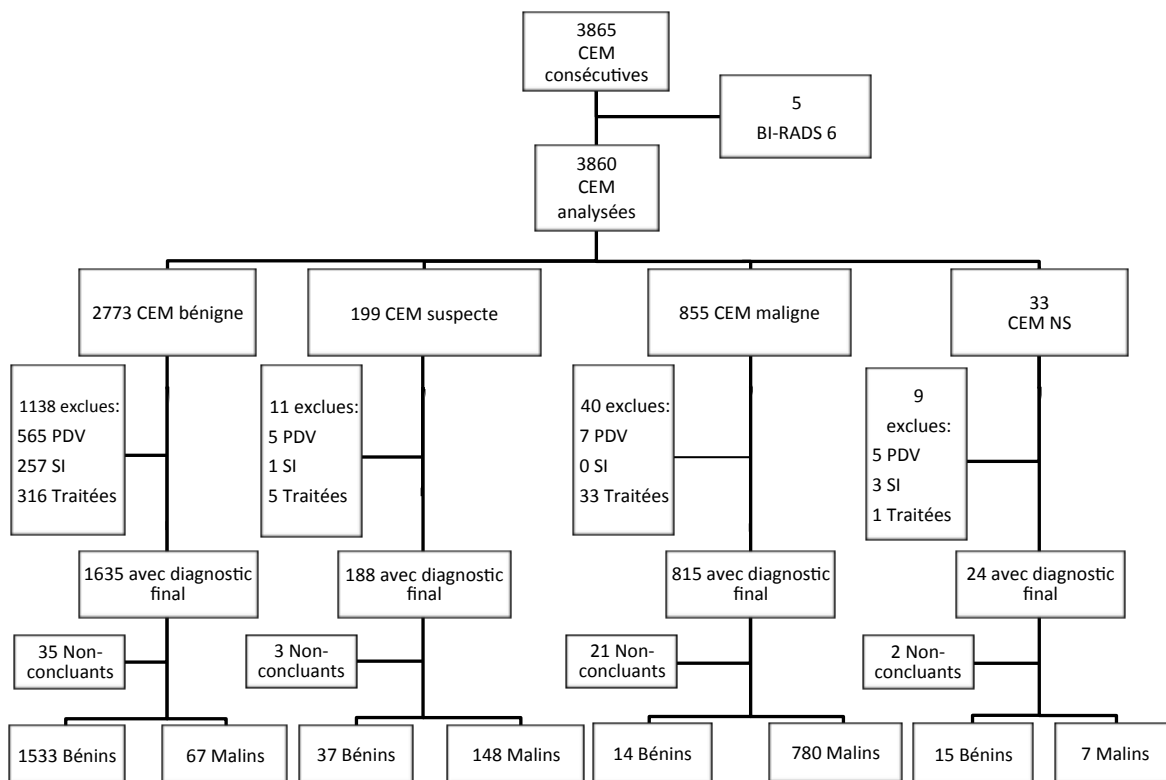 3865
CEM
consécutives
5
BI-RADS 6
3860
CEM
analysées
2773 CEM bénigne
199 CEM suspecte
855 CEM maligne
33
CEM NS
1138 exclues:
565 PDV
257 SI
316 Traitées
11 exclues:
5 PDV
1 SI
5 Traitées
40 exclues:
7 PDV
0 SI
33 Traitées
9
exclues:
5 PDV
3 SI
1 Traitées
1635 avec diagnostic
final
188 avec diagnostic
final
815 avec diagnostic
final
24 avec diagnostic
final
35 Non-
concluants
3 Non-
concluants
21 Non-
concluants
2 Non-
concluants
1533 Bénins
67 Malins
37 Bénins
148 Malins
14 Bénins
780 Malins
15 Bénins
7 Malins